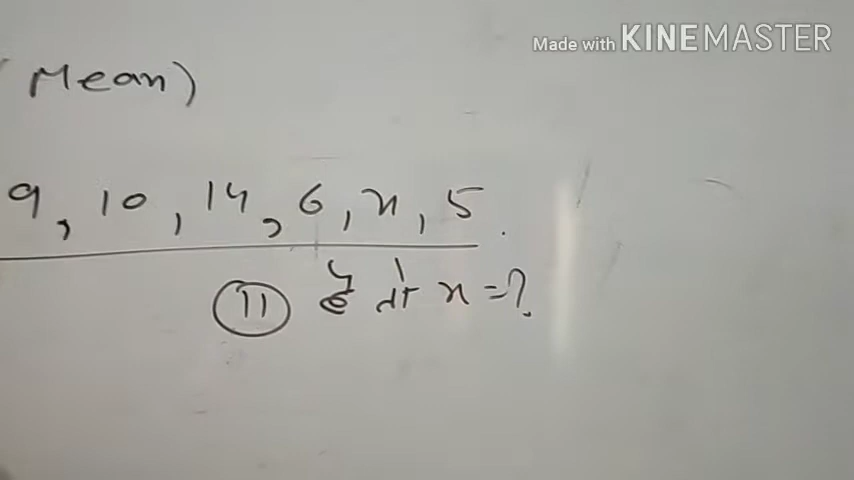 Made with KINEMASTER
Mean)
9, 10, 14, 6, x, 5.
11 है तो x = ?